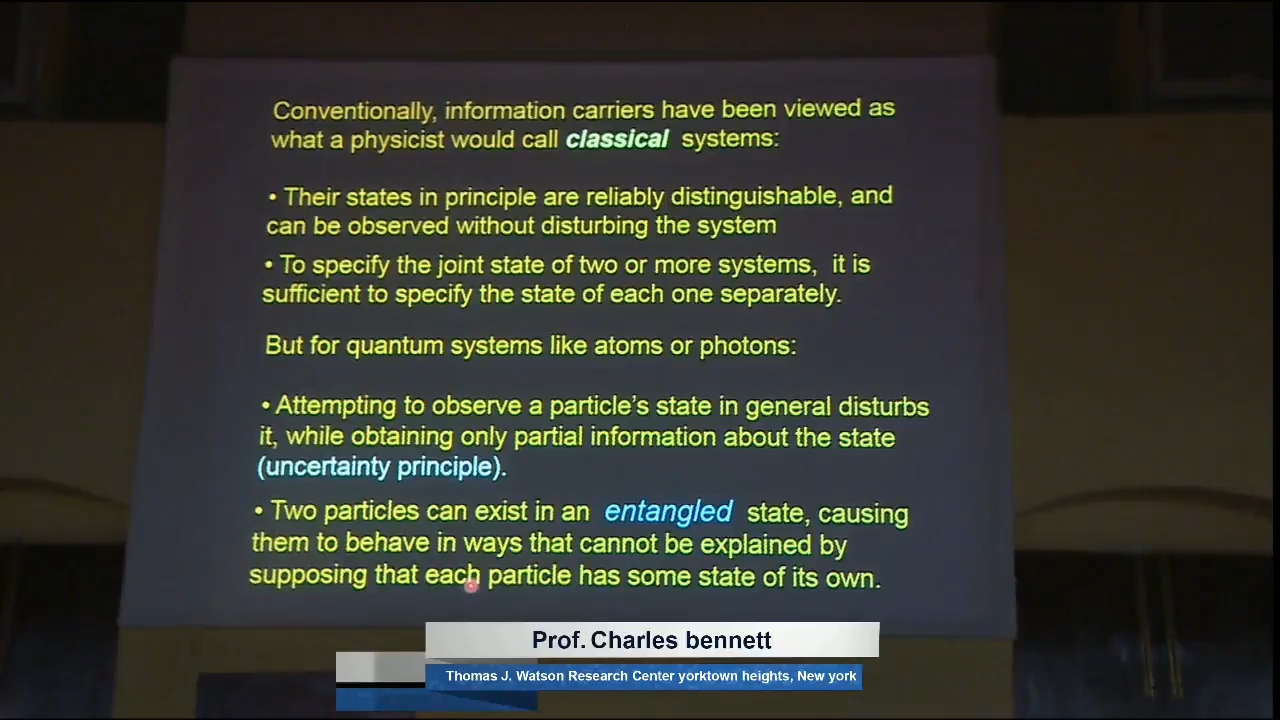 Conventionally, information carriers have been viewed as
what a physicist would call classical systems:
• Their states in principle are reliably distinguishable, and
can be observed without disturbing the system
• To specify the joint state of two or more systems, it is
sufficient to specify the state of each one separately.
But for quantum systems like atoms or photons:
• Attempting to observe a particle's state in general disturbs
it, while obtaining only partial information about the state
(uncertainty principle).
• Two particles can exist in an entangled state, causing
them to behave in ways that cannot be explained by
supposing that each particle has some state of its own.
Prof. Charles bennett
Thomas J. Watson Research Center yorktown heights, New york